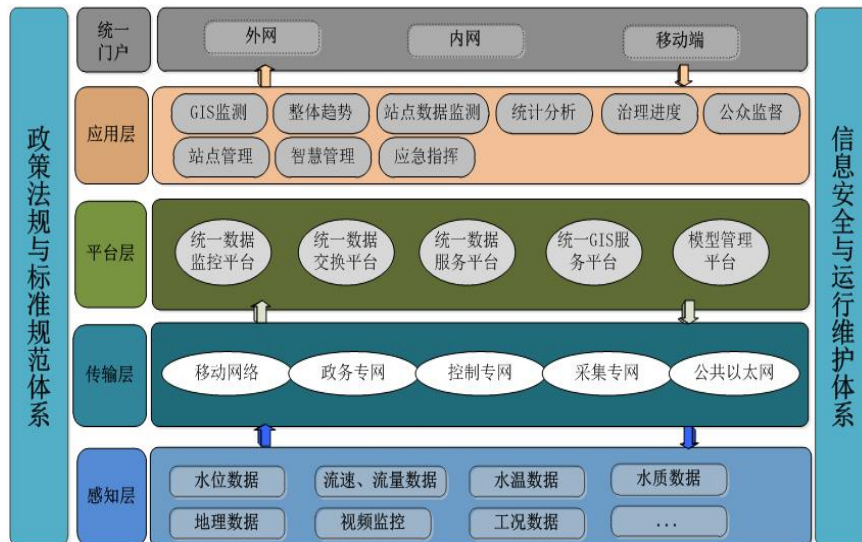 政策法规与标准规范体系
统一
门户
外网
内网
移动端
应用层
GIS监测
整体趋势
站点数据监测
统计分析
治理进度
公众监督
站点管理
智慧管理
应急指挥
平台层
统一数据
监控平台
统一数据
交换平台
统一数据
服务平台
统一GIS服
务平台
模型管理
平台
传输层
移动网络
政务专网
控制专网
采集专网
公共以太网
感知层
水位数据
流速、流量数据
水温数据
水质数据
地理数据
视频监控
工况数据
...
信息安全与运行维护体系